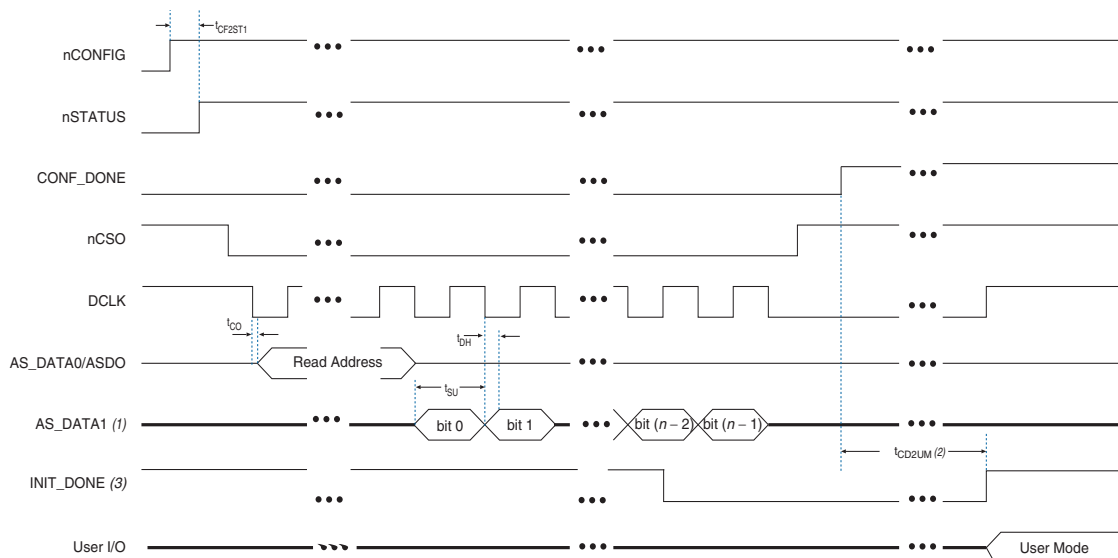 tCF2ST1
nCONFIG
nSTATUS
CONF_DONE
nCSO
DCLK
tCO
tDH
AS_DATA0/ASDO
Read Address
tSU
AS_DATA1 (1)
bit 0
bit 1
bit (n − 2)
bit (n − 1)
tCD2UM (2)
INIT_DONE (3)
User I/O
User Mode